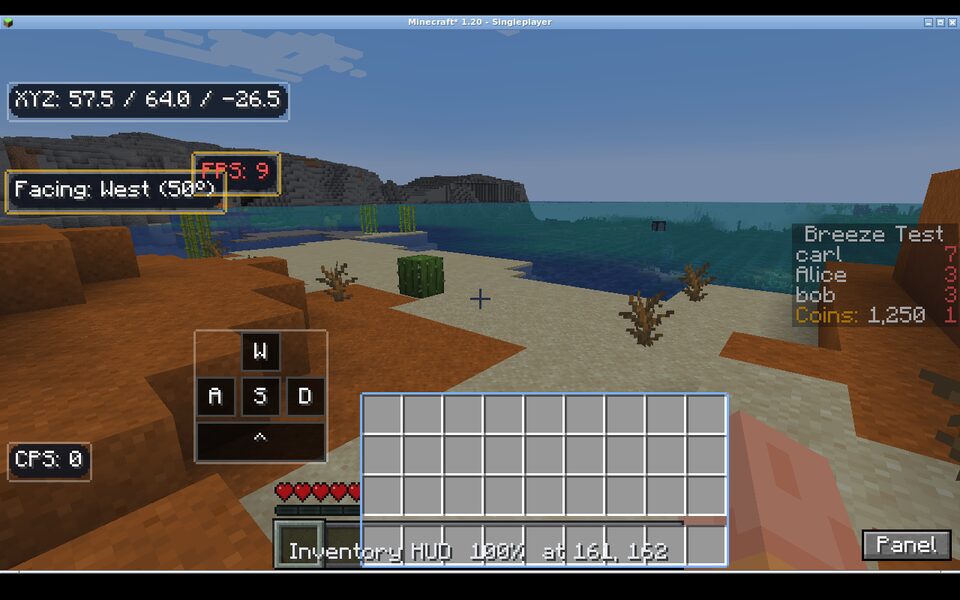 Minecraft* 1.20 - Singleplayer
XYZ: 57.5 / 64.0 / -26.5
FPS: 9
Facing: West (50º)
Breeze Test
carl 7
Alice 3
bob 3
Coins: 1,250 1
W
A S D
^
CPS: 0
Inventory HUD 100% at 161, 162
Panel